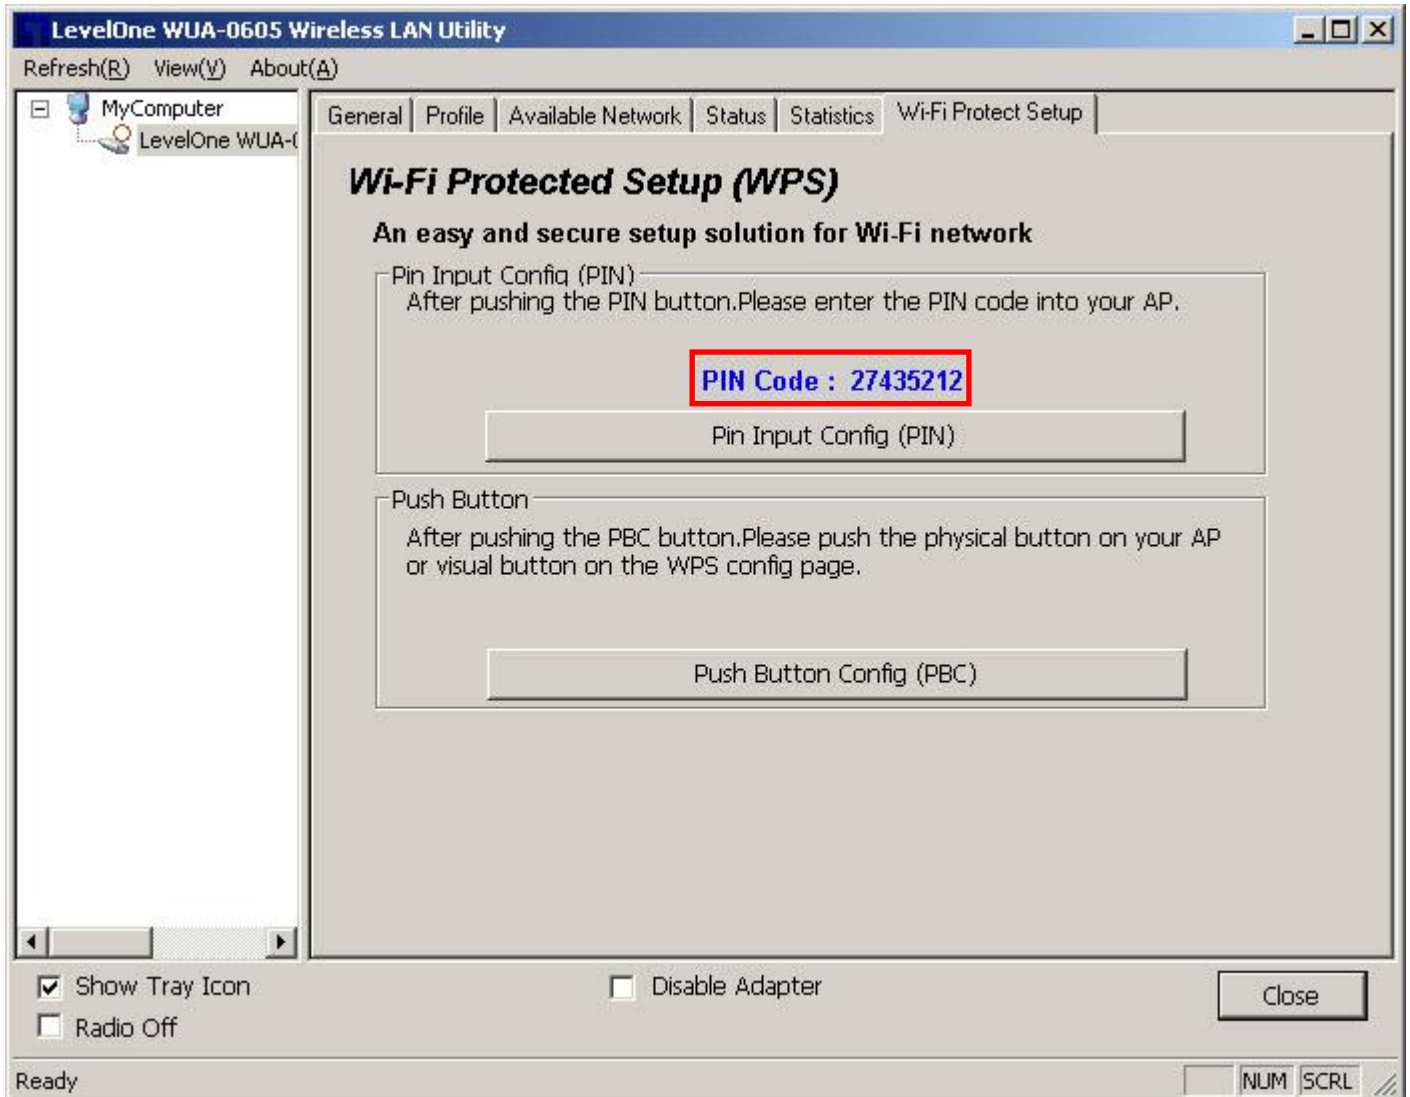 LevelOne WUA-0605 Wireless LAN Utility
Refresh(R) View(V) About(A)
MyComputer
LevelOne WUA-(
General Profile Available Network Status Statistics Wi-Fi Protect Setup
Wi-Fi Protected Setup (WPS)
An easy and secure setup solution for Wi-Fi network
Pin Input Config (PIN)
After pushing the PIN button.Please enter the PIN code into your AP.
PIN Code : 27435212
Pin Input Config (PIN)
Push Button
After pushing the PBC button.Please push the physical button on your AP
or visual button on the WPS config page.
Push Button Config (PBC)
Show Tray Icon Disable Adapter
Close
Radio Off
Ready NUM SCRL